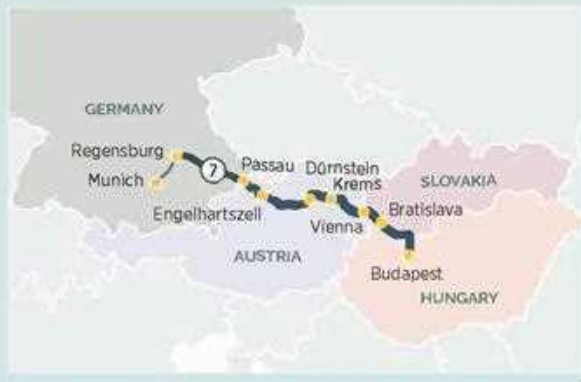 GERMANY
Regensburg
Munich
7
Passau
Engelhartszell
Dürnstein
Krems
Vienna
AUSTRIA
SLOVAKIA
Bratislava
Budapest
HUNGARY